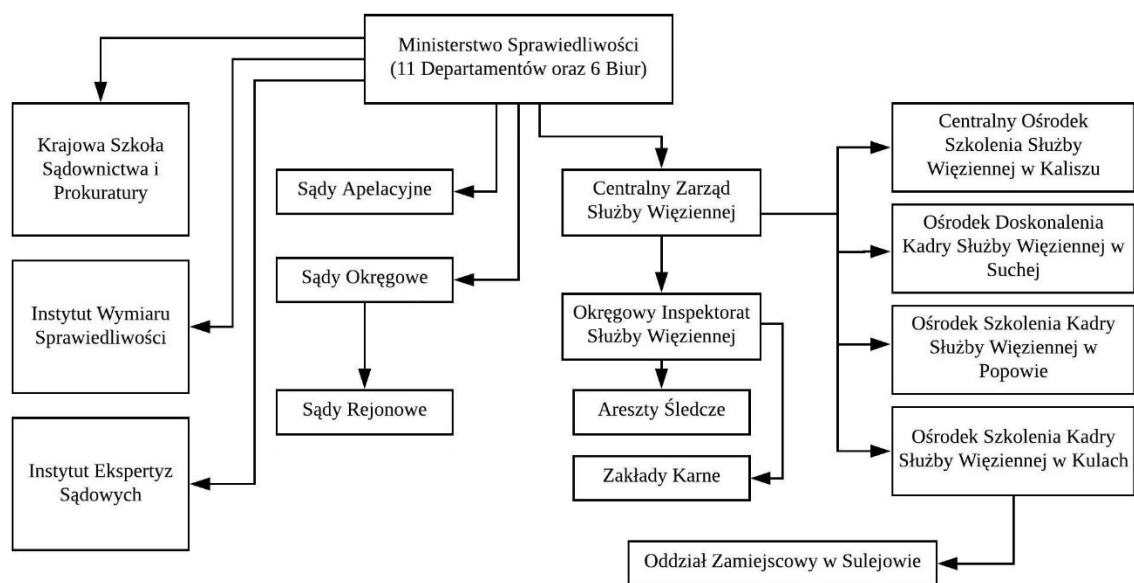 Ministerstwo Sprawiedliwości
(11 Departamentów oraz 6 Biur)
Krajowa Szkoła
Sądownictwa i
Prokuratury
Instytut Wymiaru
Sprawiedliwości
Instytut Ekspertyz
Sądowych
Sądy Apelacyjne
Sądy Okręgowe
Sądy Rejonowe
Centralny Zarząd
Służby Więziennej
Okręgowy Inspektorat
Służby Więziennej
Areszty Śledcze
Zakłady Karne
Centralny Ośrodek
Szkolenia Służby
Więziennej w Kaliszu
Ośrodek Doskonalenia
Kadry Służby Więziennej w
Suchej
Ośrodek Szkolenia Kadry
Służby Więziennej w
Popowie
Ośrodek Szkolenia Kadry
Służby Więziennej w Kulach
Oddział Zamiejscowy w Sulejowie